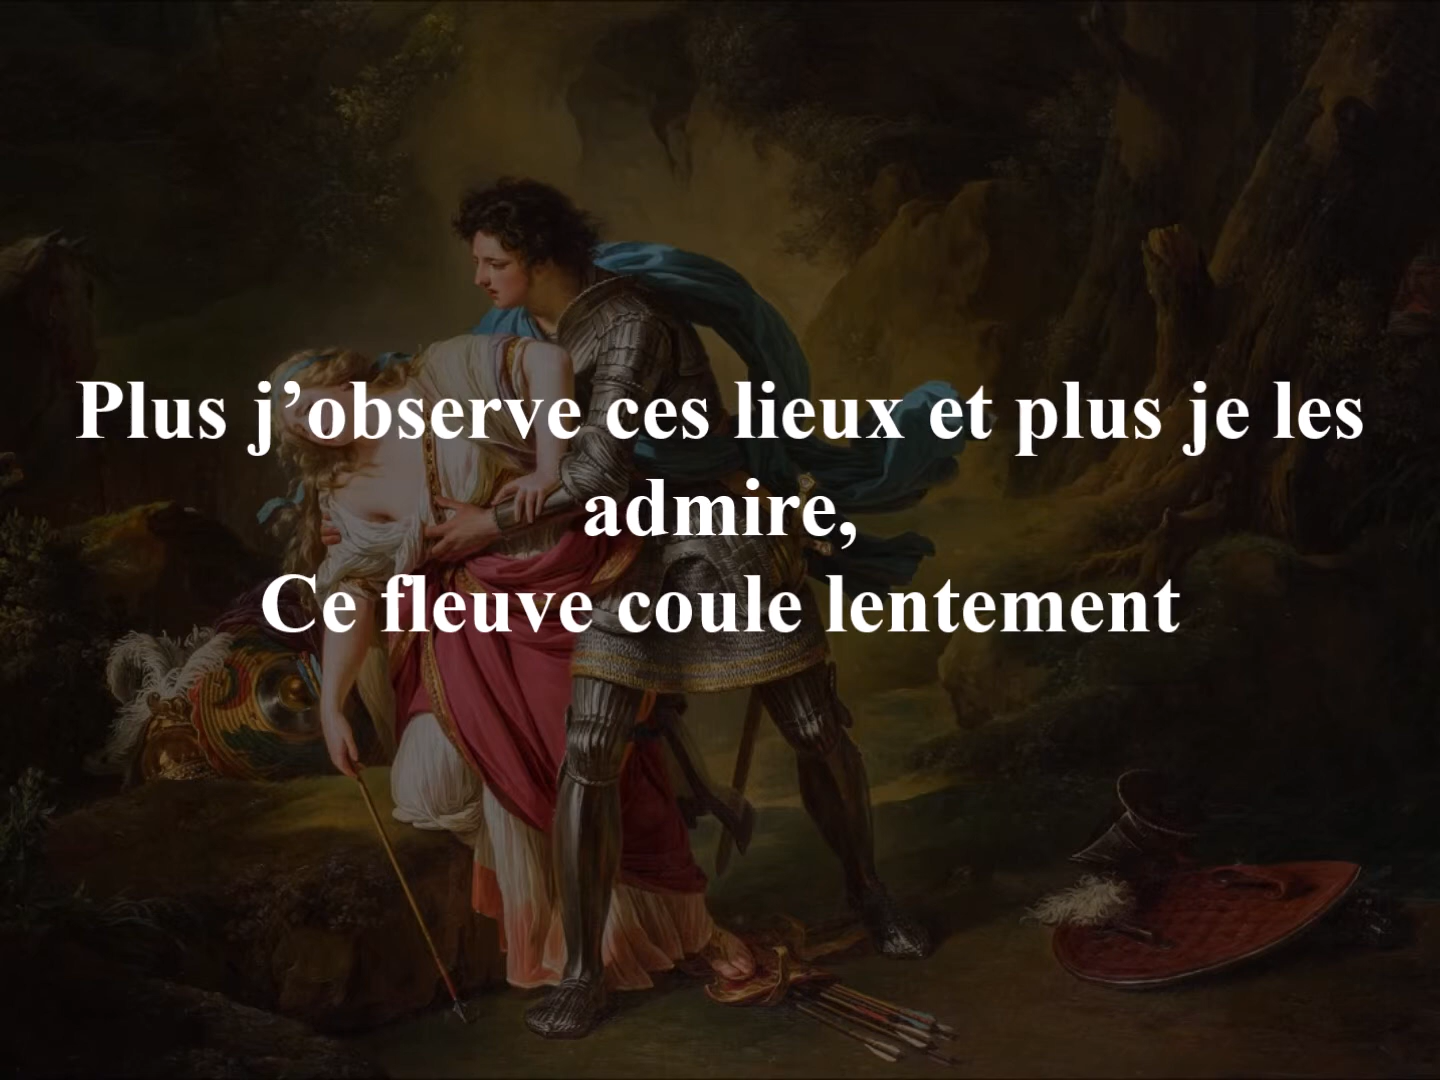 Plus j’observe ces lieux et plus je les
admire,
Ce fleuve coule lentement